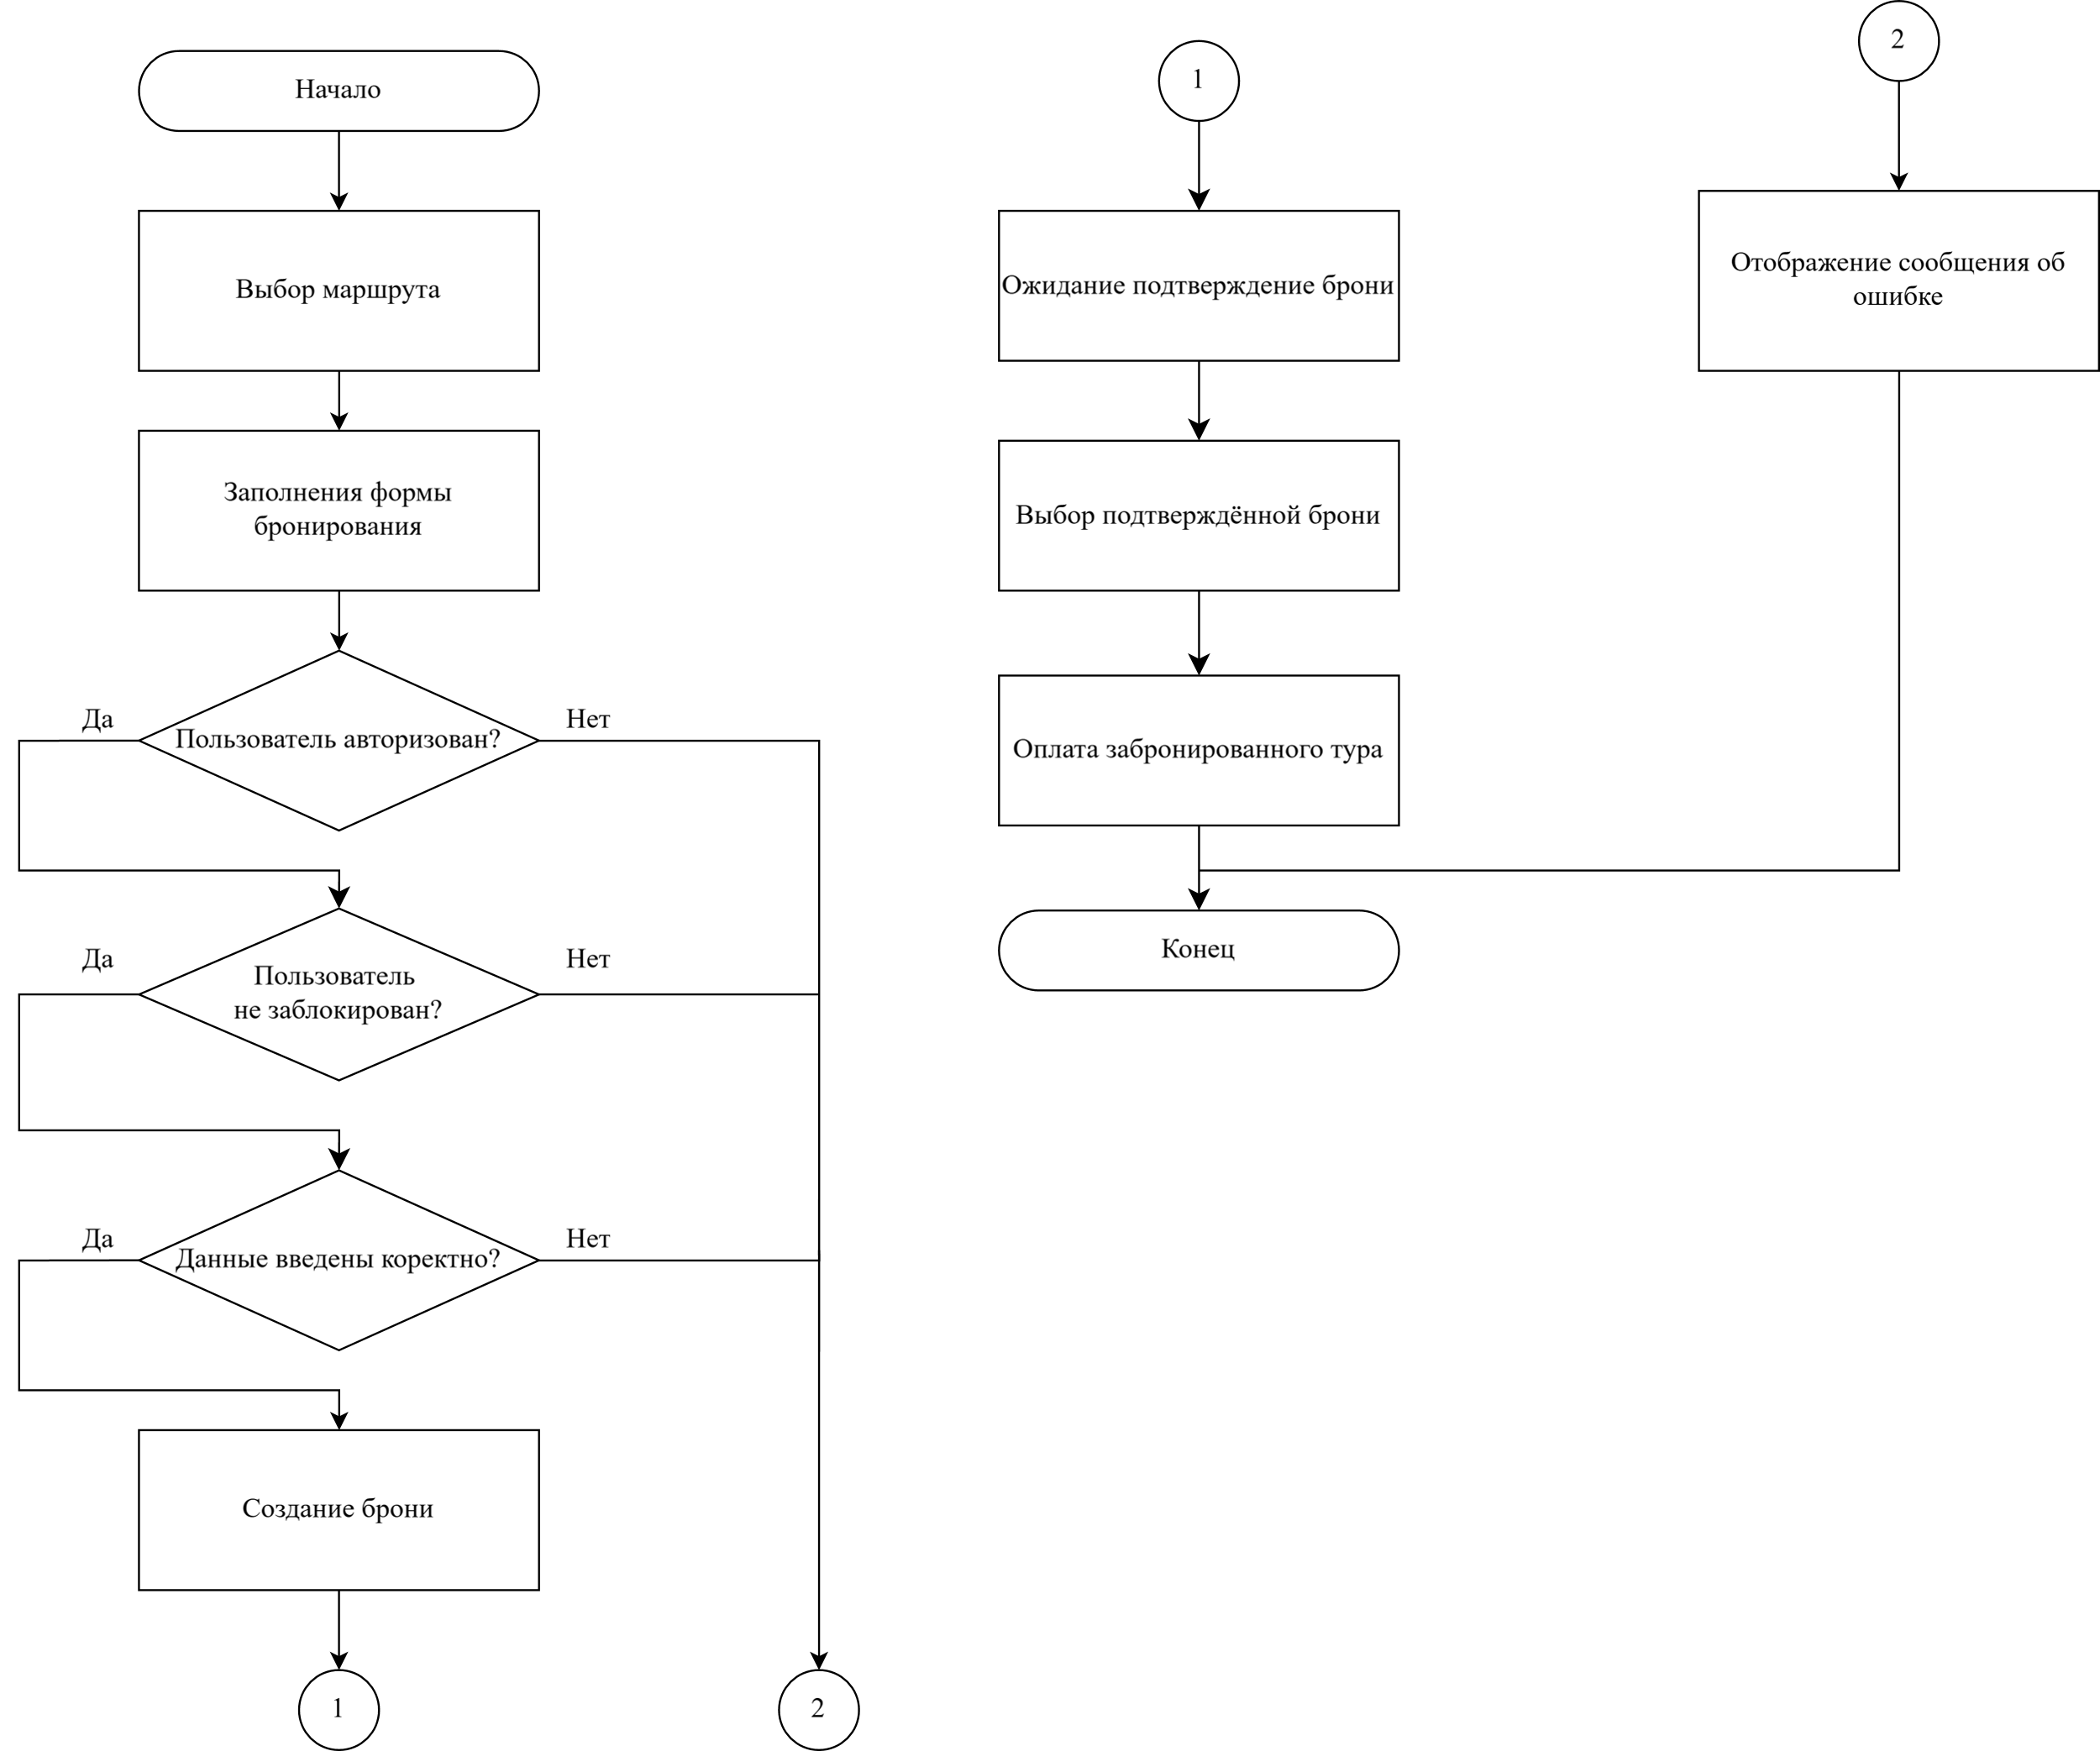 Начало
Выбор маршрута
Заполнения формы
бронирования
Да
Нет
Пользователь авторизован?
Да
Нет
Пользователь
не заблокирован?
Да
Нет
Данные введены коректно?
Создание брони
1
2
1
Ожидание подтверждение брони
Выбор подтверждённой брони
Оплата забронированного тура
Конец
2
Отображение сообщения об
ошибке